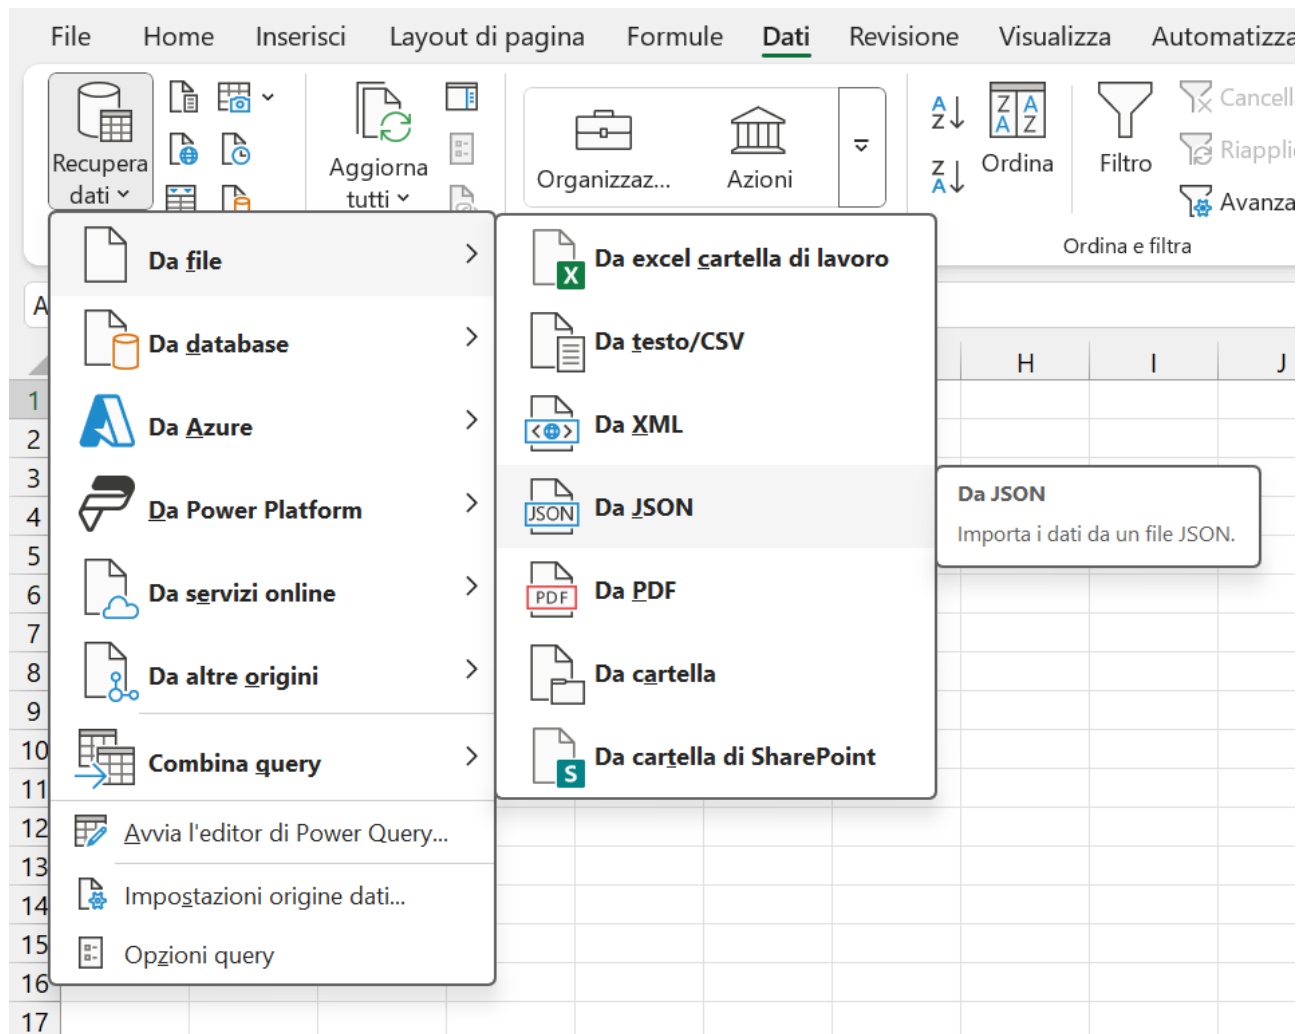 File Home Inserisci Layout di pagina Formule Dati Revisione Visualizza Automatizza
Recupera dati
Aggiorna tutti
Organizzaz...
Azioni
A
Z
Z
A
Z A
A Z
Ordina
Filtro
Cancell
Riappli
Avanza
Ordina e filtra
A
H I J
1
2
3
4
5
6
7
8
9
10
11
12
13
14
15
16
17
Da file
Da database
Da Azure
Da Power Platform
Da servizi online
Da altre origini
Combina query
Avvia l'editor di Power Query...
Impostazioni origine dati...
Opzioni query
X
Da excel cartella di lavoro
Da testo/CSV
Da XML
JSON
Da JSON
PDF
Da PDF
Da cartella
S
Da cartella di SharePoint
Da JSON
Importa i dati da un file JSON.